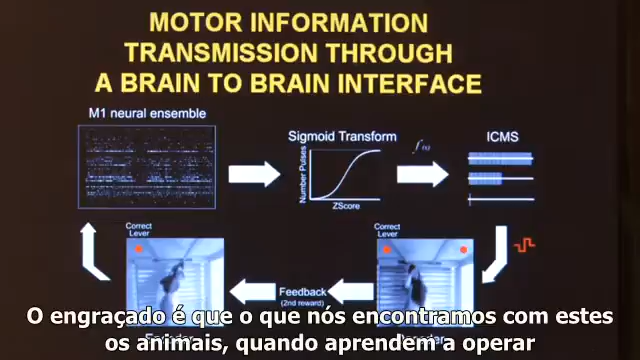 MOTOR INFORMATION
TRANSMISSION THROUGH
A BRAIN TO BRAIN INTERFACE
M1 neural ensemble
Sigmoid Transform
Number Pulses
ZScore
ICMS
Correct
Lever
Correct
Lever
Feedback
(2nd reward)
O engraçado é que o que nós encontramos com estes
os animais, quando aprendem a operar